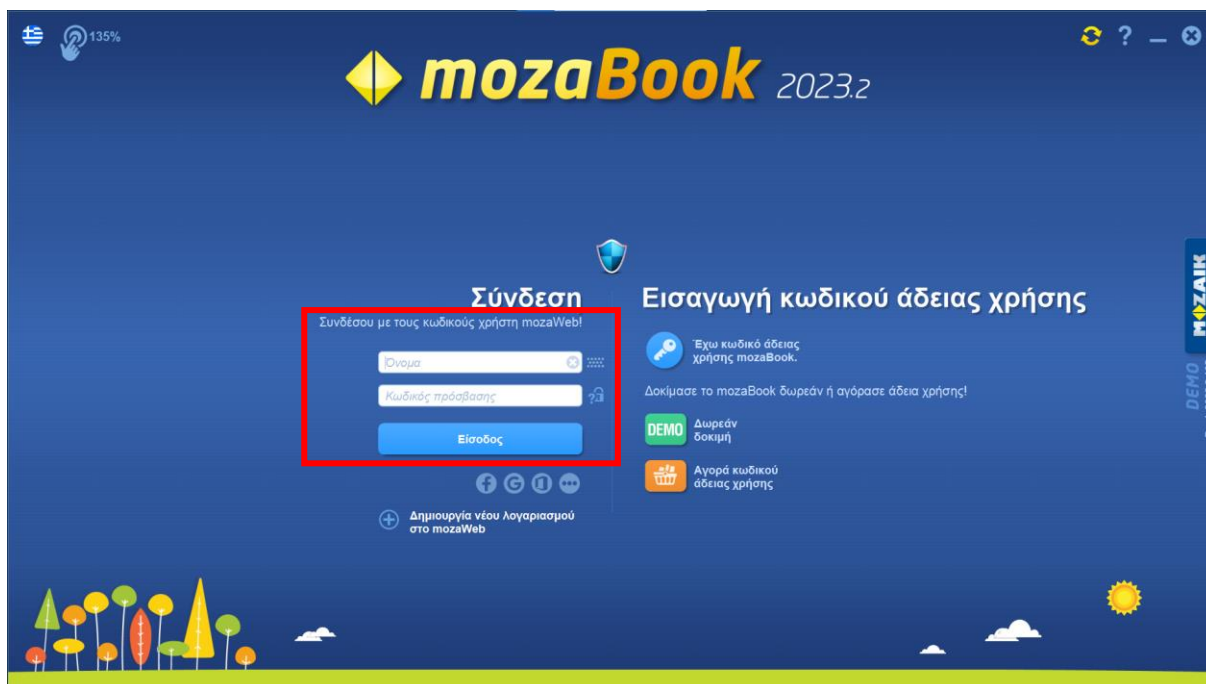 135%
?
mozaBook 2023.2
Σύνδεση
Συνδέσου με τους κωδικούς χρήστη mozaWeb!
Όνομα
Κωδικός πρόσβασης
?
Είσοδος
f G
Δημιουργία νέου λογαριασμού
στο mozaWeb
Εισαγωγή κωδικού άδειας χρήσης
Έχω κωδικό άδειας
χρήσης mozaBook.
Δοκίμασε το mozaBook δωρεάν ή αγόρασε άδεια χρήσης!
DEMO
Δωρεάν
δοκιμή
Αγορά κωδικού
άδειας χρήσης
MOZAIK
DEMO